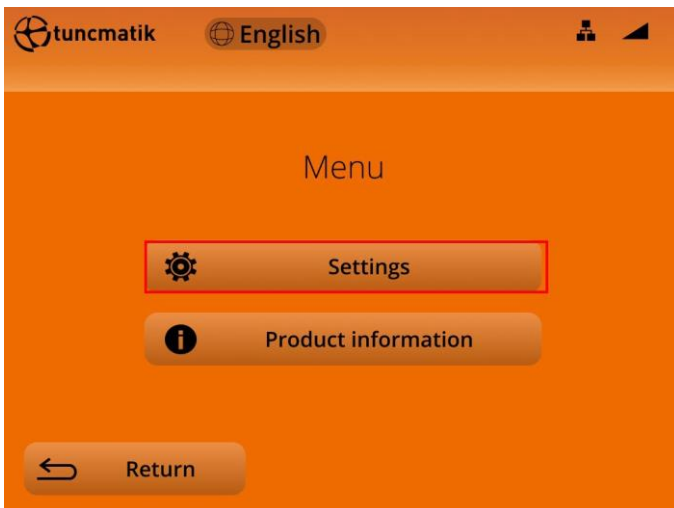 tuncmatik
English
Menu
Settings
Product information
Return